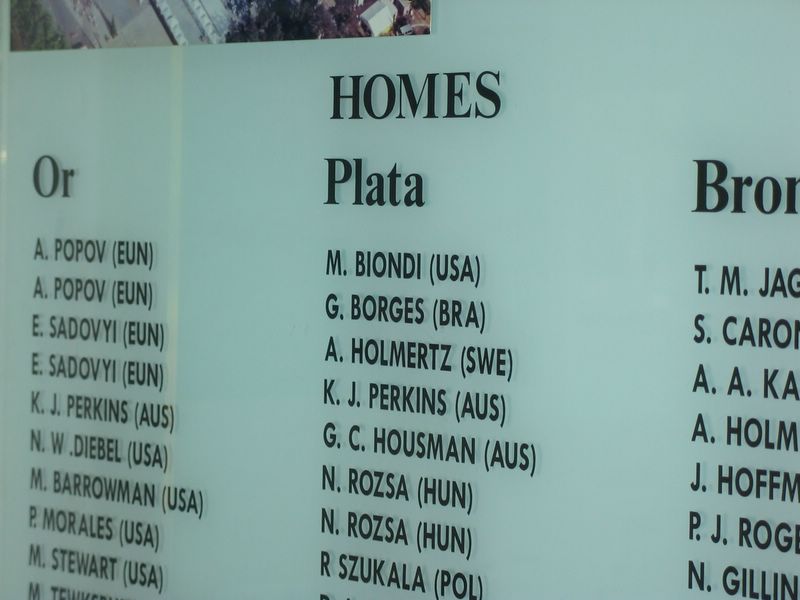 HOMES
Or
A. POPOV (EUN)
A. POPOV (EUN)
E. SADOVYI (EUN)
E. SADOVYI (EUN)
K. J. PERKINS (AUS)
N. W .DIEBEL (USA)
M. BARROWMAN (USA)
P. MORALES (USA)
M. STEWART (USA)
Plata
M. BIONDI (USA)
G. BORGES (BRA)
A. HOLMERTZ (SWE)
K. J. PERKINS (AUS)
G. C. HOUSMAN (AUS)
N. ROZSA (HUN)
N. ROZSA (HUN)
P. SZUKALA (POL)
Bron
T. M. JAG
S. CARON
A. A. KA
A. HOLM
J. HOFFM
P. J. ROGE
N. GILLIN